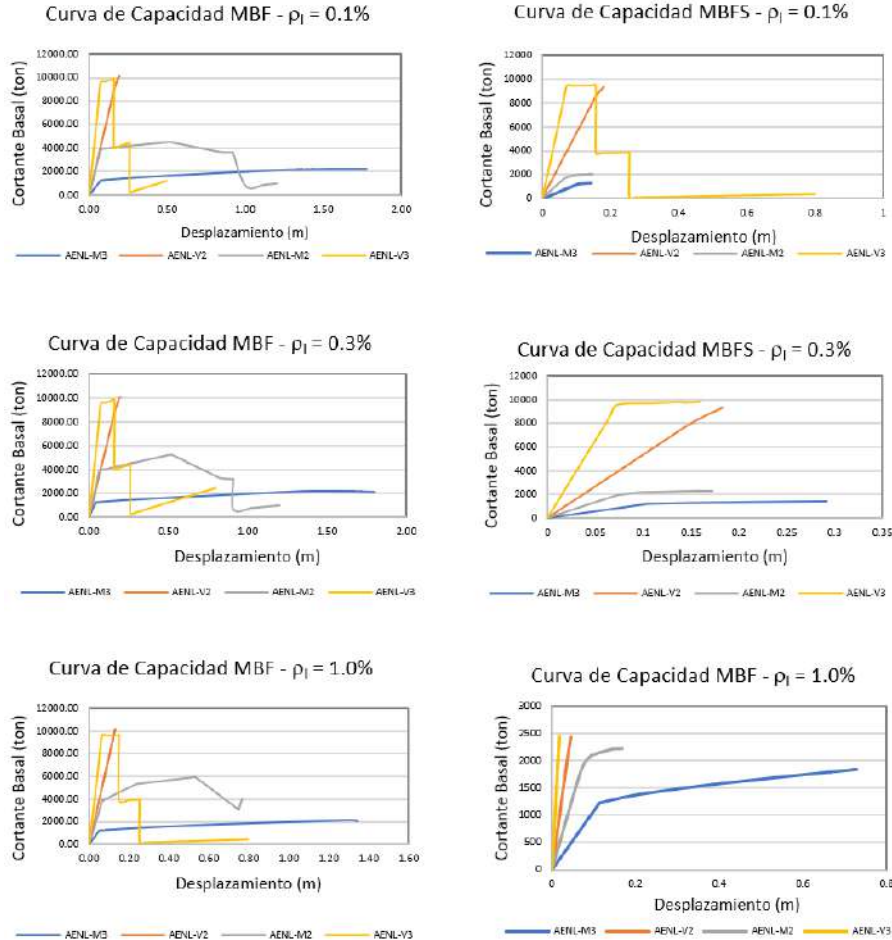 Curva de Capacidad MBF - ρl = 0.1%
Cortante Basal (ton)
12000.00
10000.00
8000.00
6000.00
4000.00
2000.00
0.00
0.00 0.50 1.00 1.50 2.00
Desplazamiento (m)
AENL-M3 AENL-V2 AENL-M2 AENL-V3
Curva de Capacidad MBFS - ρl = 0.1%
Cortante Basal (ton)
12000
10000
8000
6000
4000
2000
0
0 0.2 0.4 0.6 0.8 1
Desplazamiento (m)
AENL-M3 AENL-V2 AENL-M2 AENL-V3
Curva de Capacidad MBF - ρl = 0.3%
Cortante Basal (ton)
12000.00
10000.00
8000.00
6000.00
4000.00
2000.00
0.00
0.00 0.50 1.00 1.50 2.00
Desplazamiento (m)
AENL-M3 AENL-V2 AENL-M2 AENL-V3
Curva de Capacidad MBFS - ρl = 0.3%
Cortante Basal (ton)
12000
10000
8000
6000
4000
2000
0
0 0.05 0.1 0.15 0.2 0.25 0.3 0.35
Desplazamiento (m)
AENL-M3 AENL-V2 AENL-M2 AENL-V3
Curva de Capacidad MBF - ρl = 1.0%
Cortante Basal (ton)
12000.00
10000.00
8000.00
6000.00
4000.00
2000.00
0.00
0.00 0.20 0.40 0.60 0.80 1.00 1.20 1.40 1.60
Desplazamiento (m)
AENL-M3 AENL-V2 AENL-M2 AENL-V3
Curva de Capacidad MBF - ρl = 1.0%
Cortante Basal (ton)
3000
2500
2000
1500
1000
500
0
0 0.2 0.4 0.6 0.8
Desplazamiento (m)
AENL-M3 AENL-V2 AENL-M2 AENL-V3